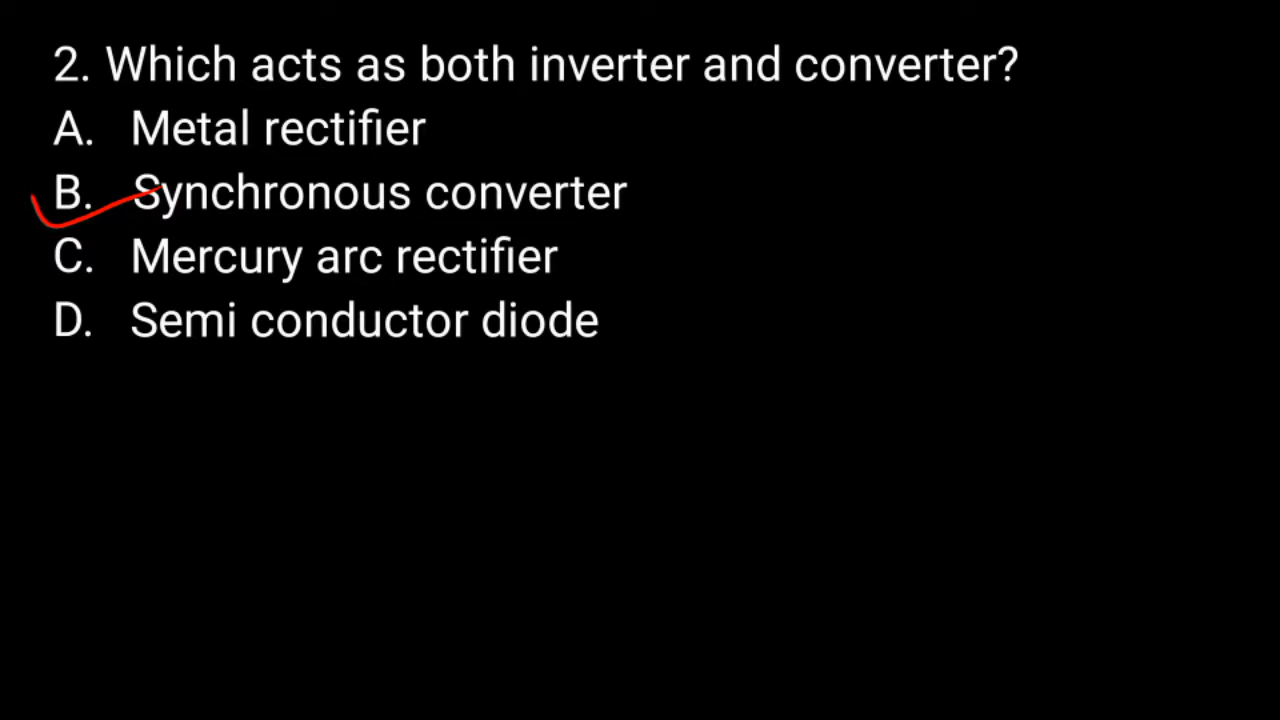 2. Which acts as both inverter and converter?
A. Metal rectifier
B. Synchronous converter
C. Mercury arc rectifier
D. Semi conductor diode